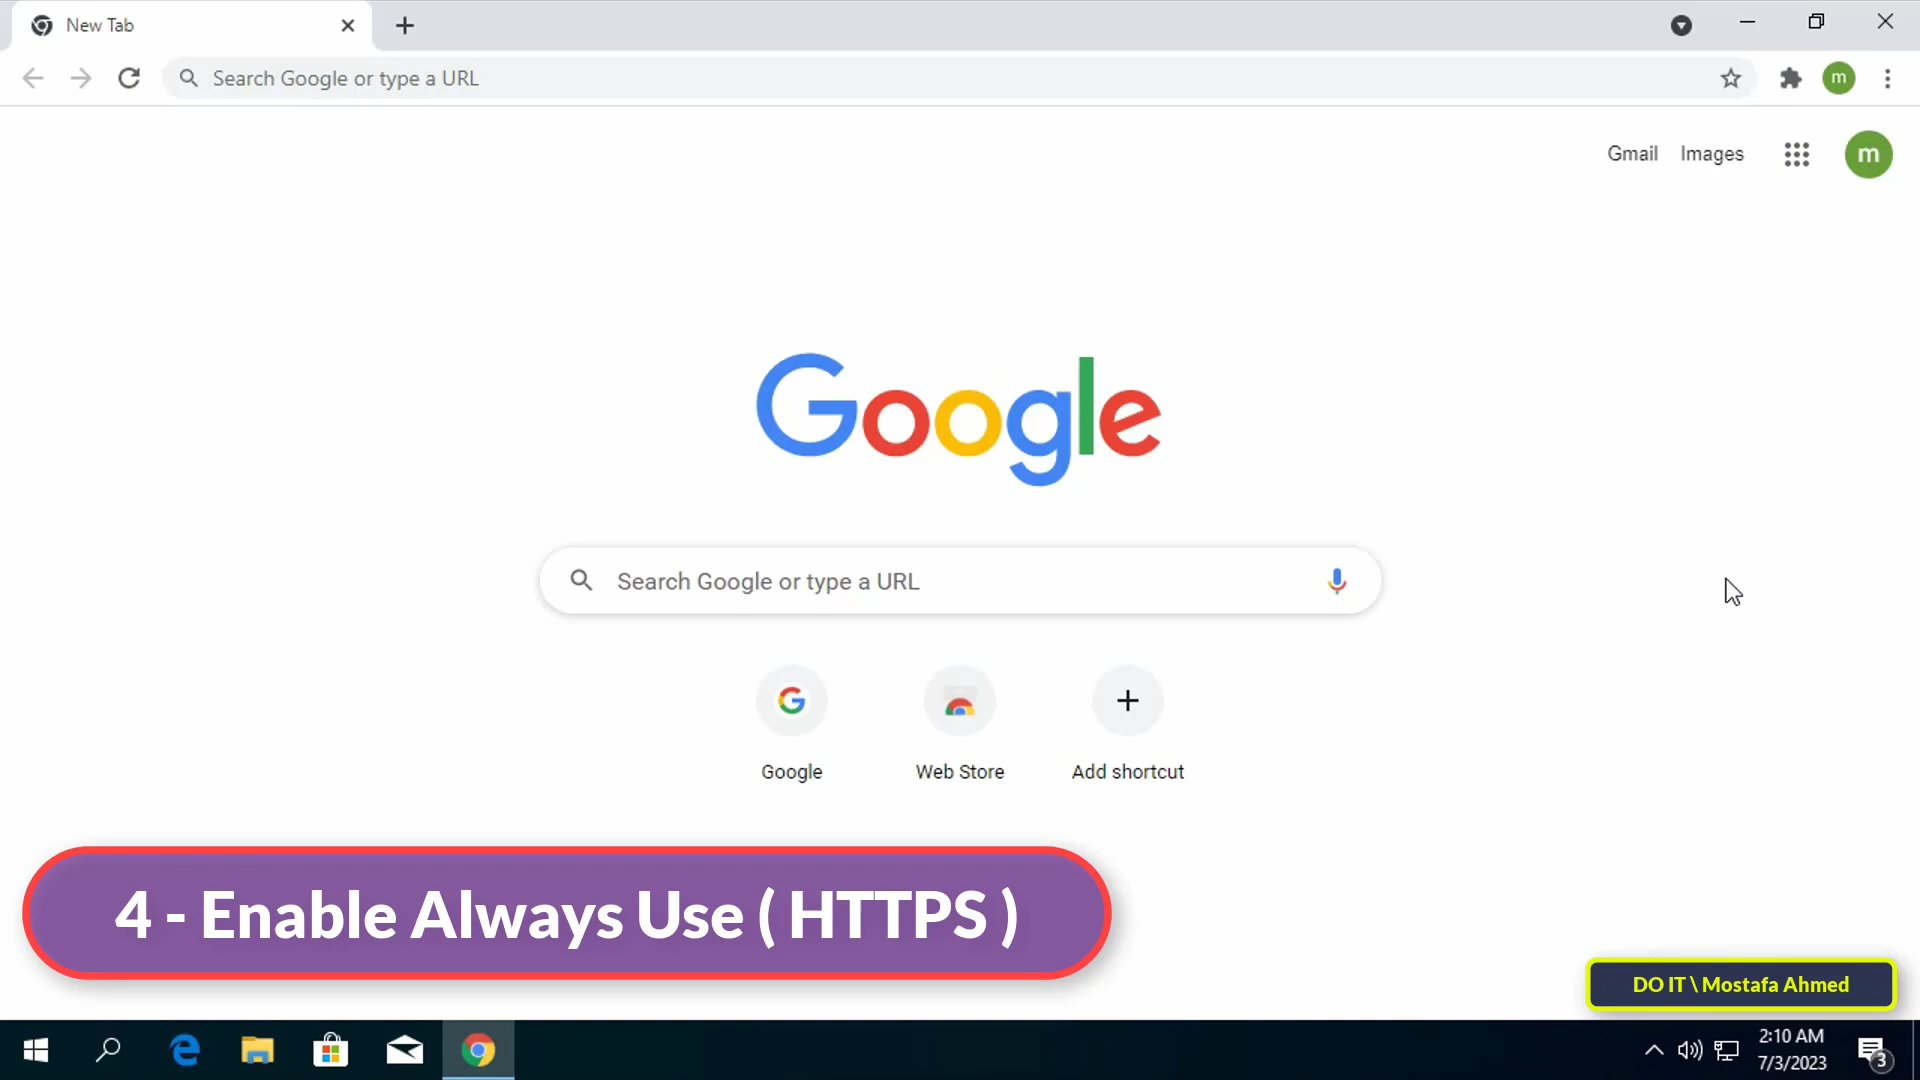 New Tab
Search Google or type a URL
m
Gmail
Images
m
Google
Search Google or type a URL
Google
Web Store
Add shortcut
4 - Enable Always Use ( HTTPS )
DO IT \ Mostafa Ahmed
2:10 AM
7/3/2023
3